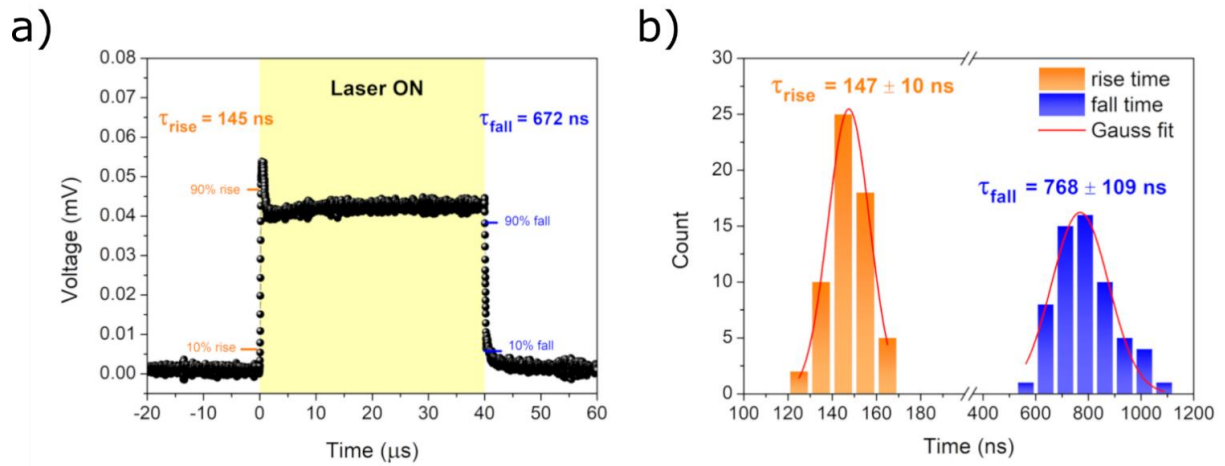 a)
0.08
0.07
0.06
0.05
0.04
0.03
0.02
0.01
0.00
Voltage (mV)
Laser ON
τrise = 145 ns
τfall = 672 ns
90% rise
90% fall
10% rise
10% fall
-20 -10 0 10 20 30 40 50 60
Time (μs)
b)
30
25
20
15
10
5
0
Count
τrise = 147 ± 10 ns
rise time
fall time
Gauss fit
τfall = 768 ± 109 ns
100 120 140 160 400 600 800 1000 1200
Time (ns)